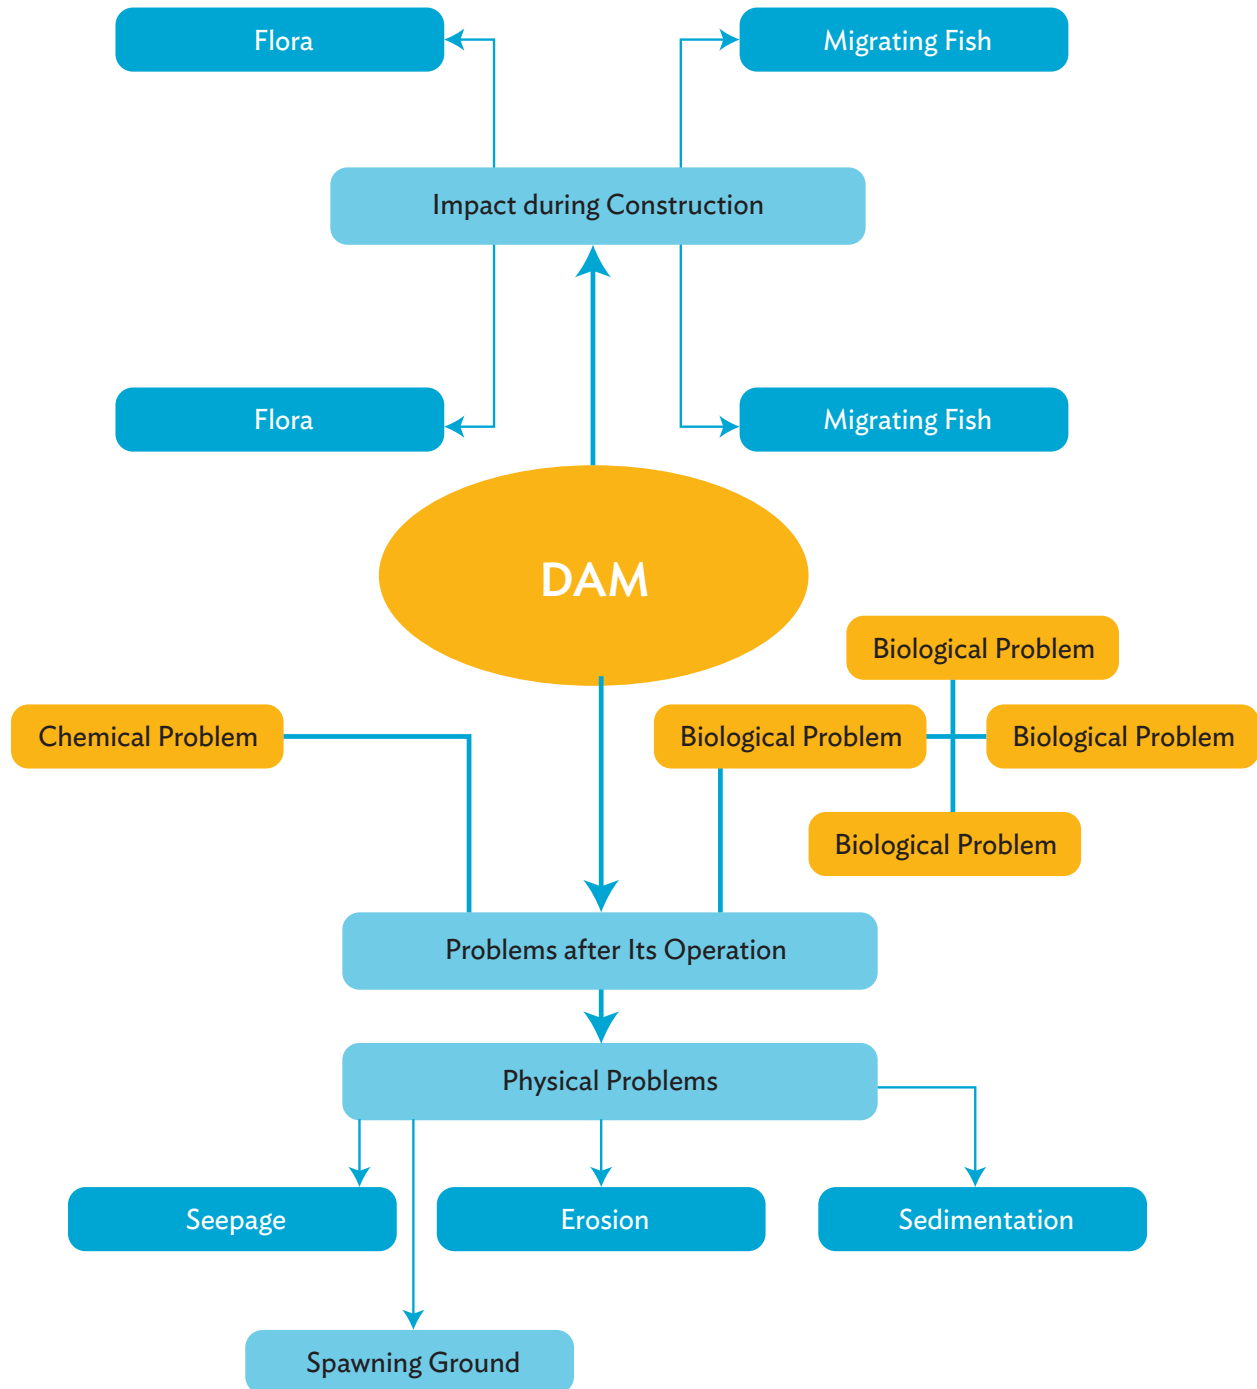 Flora
Migrating Fish
Impact during Construction
Flora
Migrating Fish
DAM
Biological Problem
Chemical Problem
Biological Problem
Biological Problem
Biological Problem
Problems after Its Operation
Physical Problems
Seepage
Erosion
Sedimentation
Spawning Ground